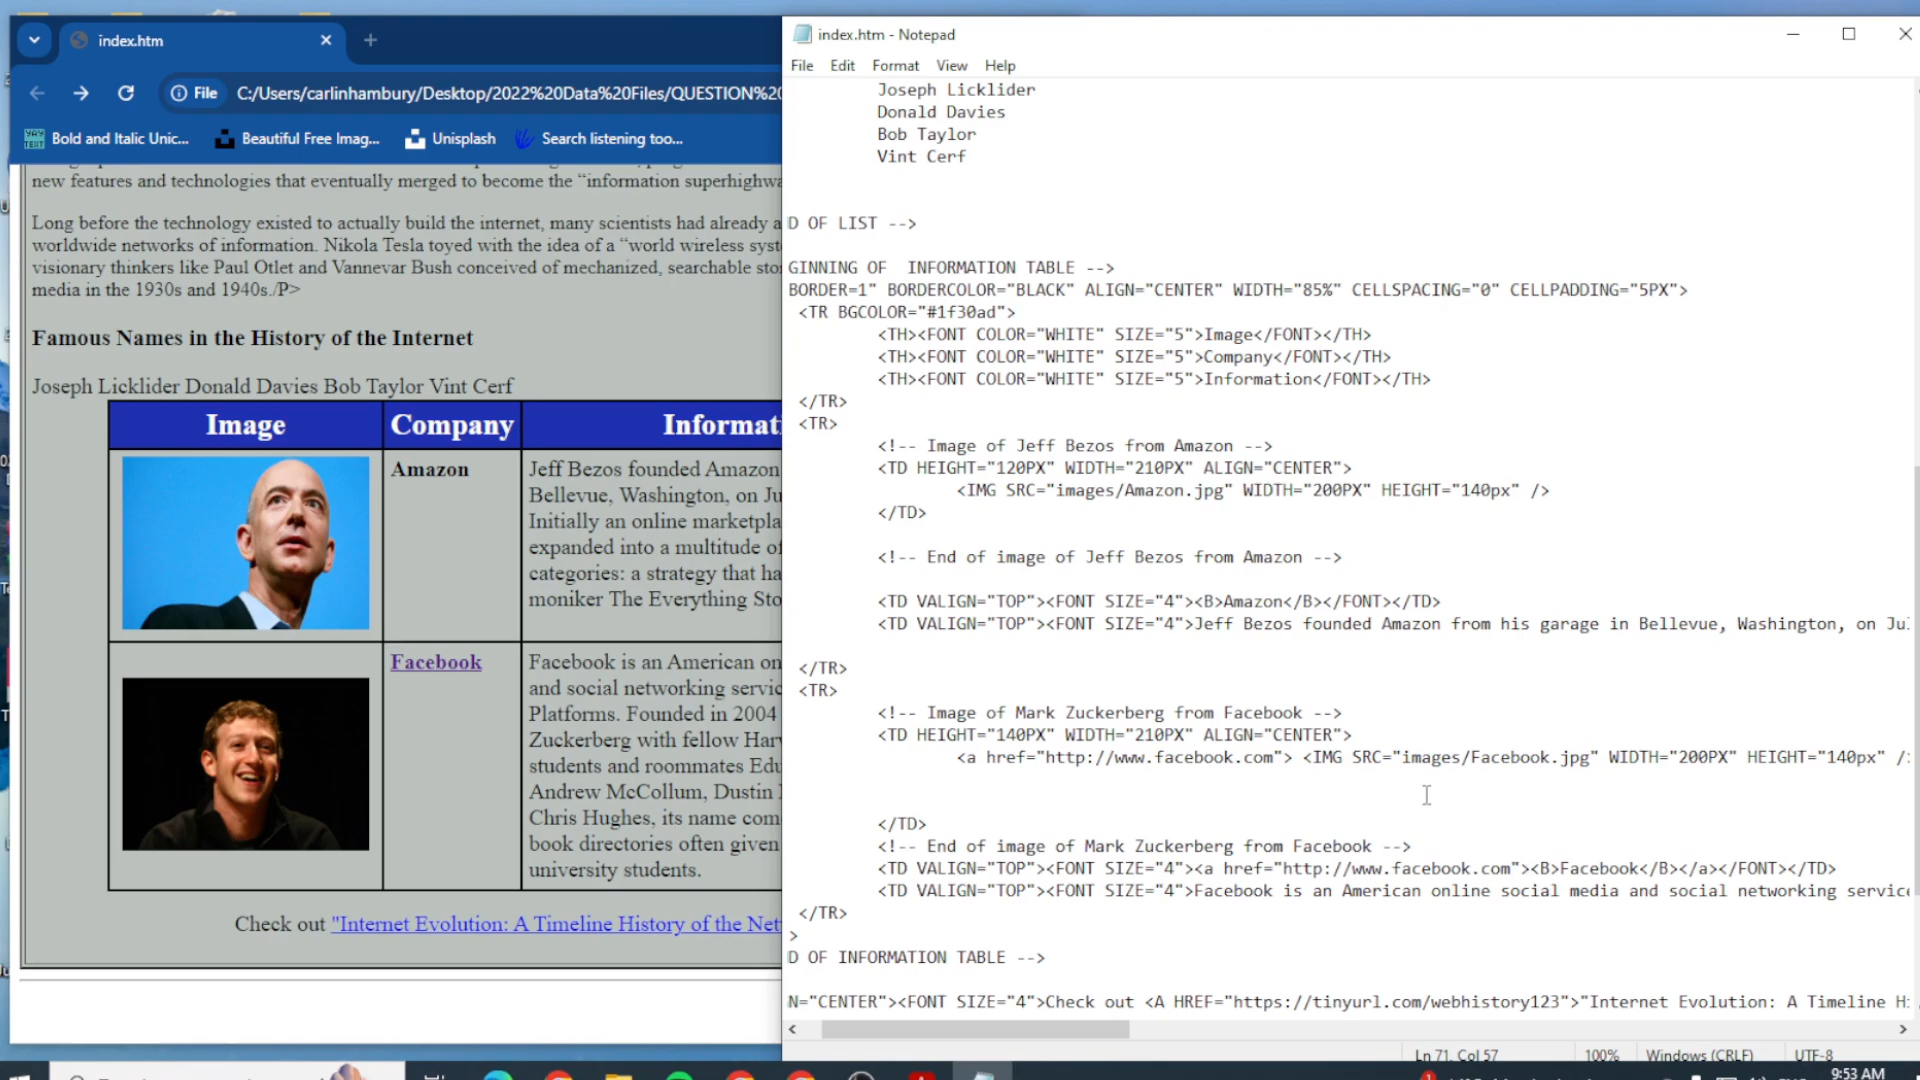 index.htm
File C:/Users/carlinhambury/Desktop/2022%20Data%20Files/QUESTION%20
Bold and Italic Unic... Beautiful Free Imag... Unisplash Search listening too...
new features and technologies that eventually merged to become the “information superhighwa
Long before the technology existed to actually build the internet, many scientists had already a
worldwide networks of information. Nikola Tesla toyed with the idea of a “world wireless syst
visionary thinkers like Paul Otlet and Vannevar Bush conceived of mechanized, searchable sto
media in the 1930s and 1940s./P>
Famous Names in the History of the Internet
Joseph Licklider Donald Davies Bob Taylor Vint Cerf
Image Company Informati
Amazon
Jeff Bezos founded Amazon
Bellevue, Washington, on Ju
Initially an online marketpla
expanded into a multitude of
categories: a strategy that ha
moniker The Everything Sto
Facebook
Facebook is an American on
and social networking servic
Platforms. Founded in 2004
Zuckerberg with fellow Har
students and roommates Edu
Andrew McCollum, Dustin
Chris Hughes, its name com
book directories often given
university students.
Check out "Internet Evolution: A Timeline History of the Net
index.htm - Notepad
File Edit Format View Help
Joseph Licklider
Donald Davies
Bob Taylor
Vint Cerf
D OF LIST -->
GINNING OF  INFORMATION TABLE -->
BORDER=1" BORDERCOLOR="BLACK" ALIGN="CENTER" WIDTH="85%" CELLSPACING="0" CELLPADDING="5PX">
<TR BGCOLOR="#1f30ad">
<TH><FONT COLOR="WHITE" SIZE="5">Image</FONT></TH>
<TH><FONT COLOR="WHITE" SIZE="5">Company</FONT></TH>
<TH><FONT COLOR="WHITE" SIZE="5">Information</FONT></TH>
</TR>
<TR>
<!-- Image of Jeff Bezos from Amazon -->
<TD HEIGHT="120PX" WIDTH="210PX" ALIGN="CENTER">
<IMG SRC="images/Amazon.jpg" WIDTH="200PX" HEIGHT="140px" />
</TD>
<!-- End of image of Jeff Bezos from Amazon -->
<TD VALIGN="TOP"><FONT SIZE="4"><B>Amazon</B></FONT></TD>
<TD VALIGN="TOP"><FONT SIZE="4">Jeff Bezos founded Amazon from his garage in Bellevue, Washington, on Jul
</TR>
<TR>
<!-- Image of Mark Zuckerberg from Facebook -->
<TD HEIGHT="140PX" WIDTH="210PX" ALIGN="CENTER">
<a href="http://www.facebook.com"> <IMG SRC="images/Facebook.jpg" WIDTH="200PX" HEIGHT="140px" />
</TD>
<!-- End of image of Mark Zuckerberg from Facebook -->
<TD VALIGN="TOP"><FONT SIZE="4"><a href="http://www.facebook.com"><B>Facebook</B></a></FONT></TD>
<TD VALIGN="TOP"><FONT SIZE="4">Facebook is an American online social media and social networking service
</TR>
>
D OF INFORMATION TABLE -->
N="CENTER"><FONT SIZE="4">Check out <A HREF="https://tinyurl.com/webhistory123">"Internet Evolution: A Timeline Hi
Ln 71, Col 57 100% Windows (CRLF) UTF-8
9:53 AM